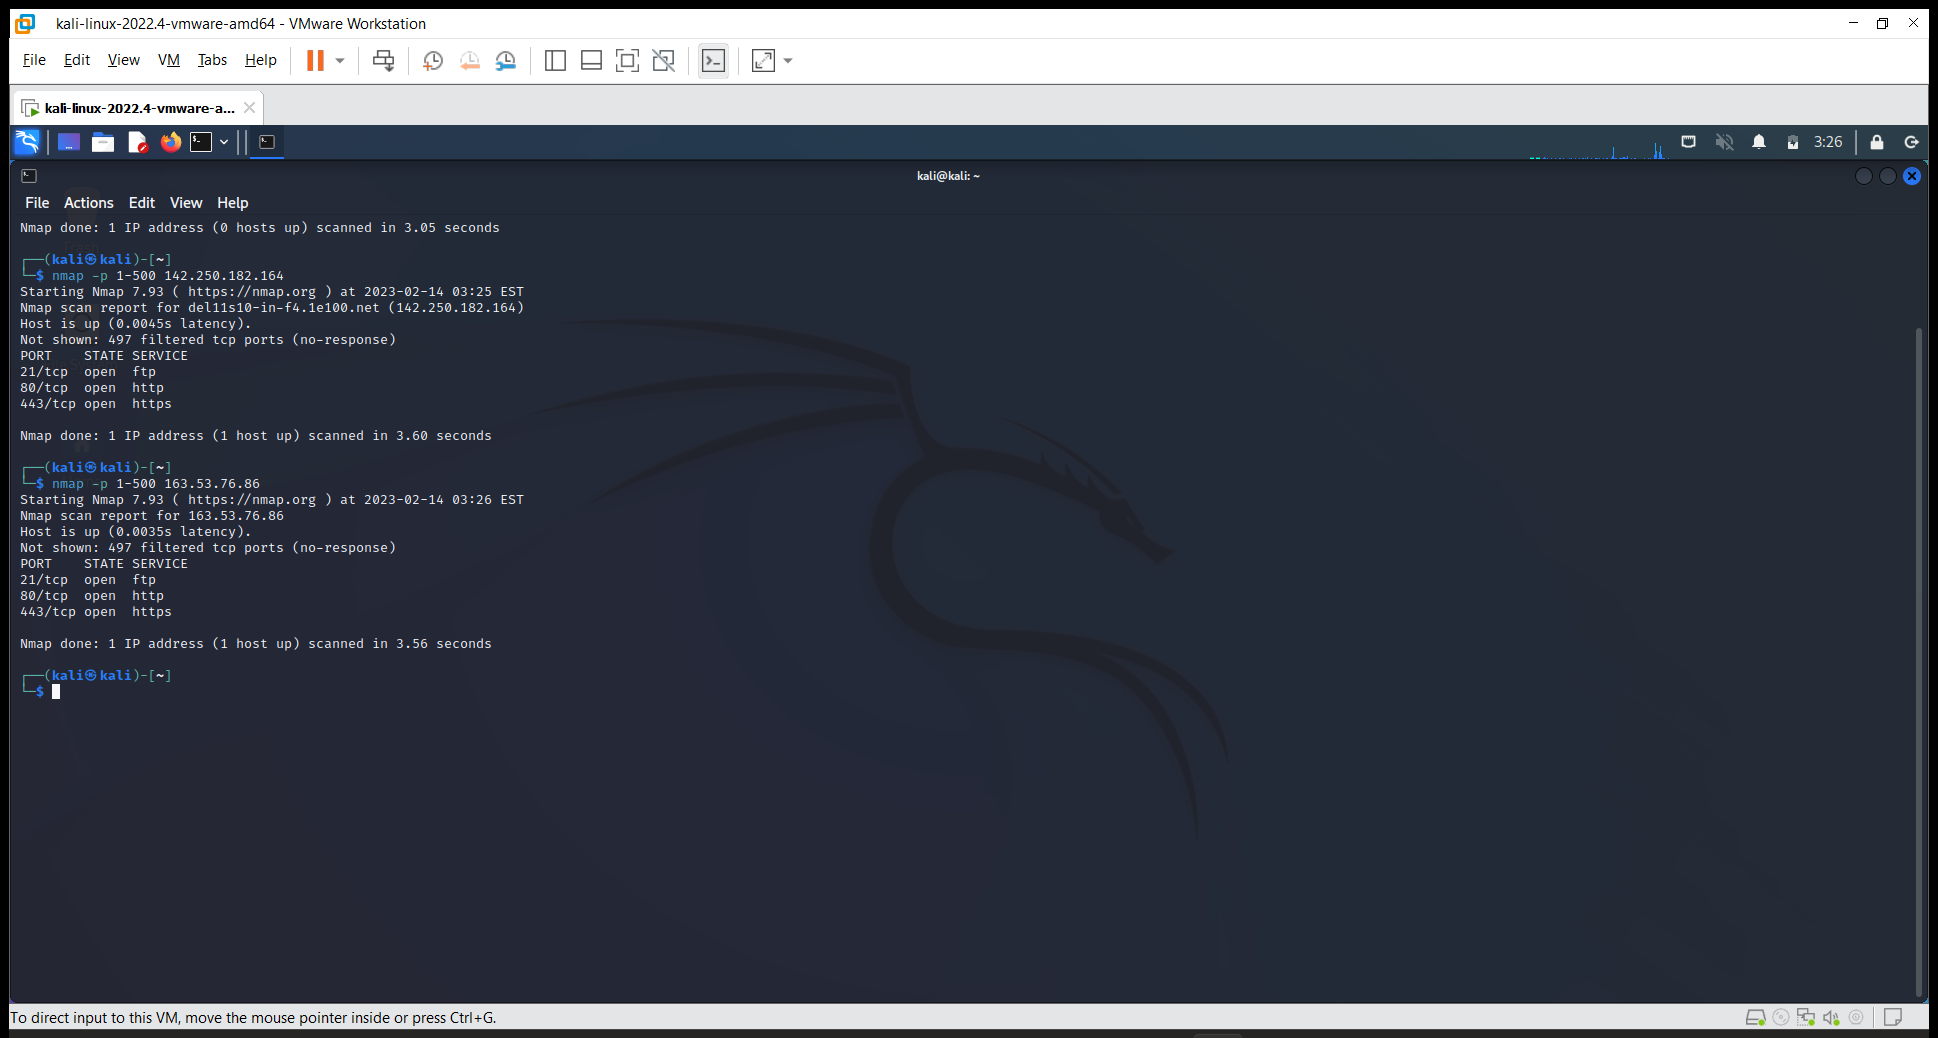 kali-linux-2022.4-vmware-amd64 - VMware Workstation
File Edit View VM Tabs Help
kali-linux-2022.4-vmware-a...
3:26
kali@kali: ~
File Actions Edit View Help
Nmap done: 1 IP address (0 hosts up) scanned in 3.05 seconds
┌──(kali㉿kali)-[~]
└─$ nmap -p 1-500 142.250.182.164
Starting Nmap 7.93 ( https://nmap.org ) at 2023-02-14 03:25 EST
Nmap scan report for del11s10-in-f4.1e100.net (142.250.182.164)
Host is up (0.0045s latency).
Not shown: 497 filtered tcp ports (no-response)
PORT    STATE SERVICE
21/tcp  open  ftp
80/tcp  open  http
443/tcp open  https
Nmap done: 1 IP address (1 host up) scanned in 3.60 seconds
┌──(kali㉿kali)-[~]
└─$ nmap -p 1-500 163.53.76.86
Starting Nmap 7.93 ( https://nmap.org ) at 2023-02-14 03:26 EST
Nmap scan report for 163.53.76.86
Host is up (0.0035s latency).
Not shown: 497 filtered tcp ports (no-response)
PORT    STATE SERVICE
21/tcp  open  ftp
80/tcp  open  http
443/tcp open  https
Nmap done: 1 IP address (1 host up) scanned in 3.56 seconds
┌──(kali㉿kali)-[~]
└─$
To direct input to this VM, move the mouse pointer inside or press Ctrl+G.